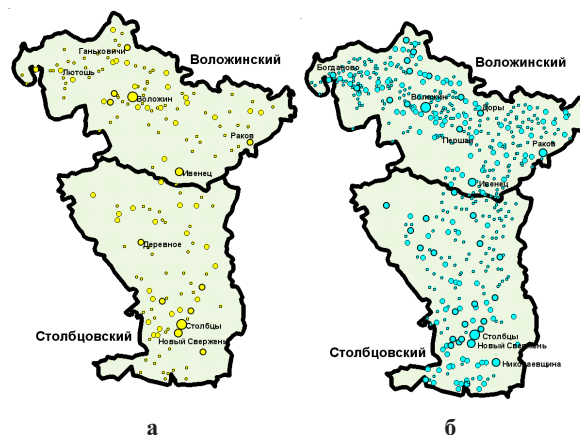 Ганьковичи
Воложинский
Лютошь
Воложин
Раков
Ивенец
Деревное
Столбцы
Новый Свержень
Столбцовский
а
Воложинский
Богданово
Воложин
Доры
Першаи
Раков
Ивенец
Столбцы
Новый Свержень
Столбцовский
Николаевщина
б